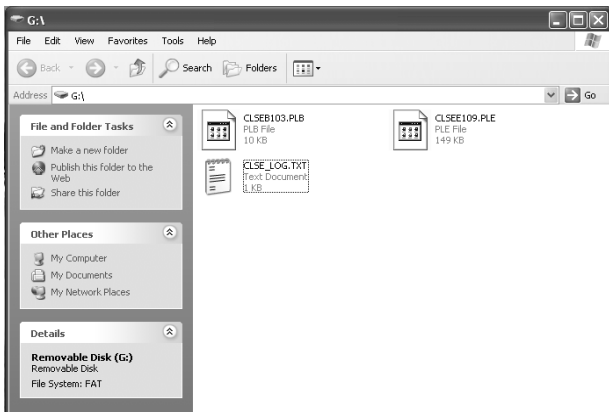 G:\
File Edit View Favorites Tools Help
Back Search Folders
Address G:\ Go
File and Folder Tasks
Make a new folder
Publish this folder to the
Web
Share this folder
Other Places
My Computer
My Documents
My Network Places
Details
Removable Disk (G:)
Removable Disk
File System: FAT
CLSEB103.PLB
PLB File
10 KB
CLSEE109.PLE
PLE File
149 KB
CLSE_LOG.TXT
Text Document
1 KB